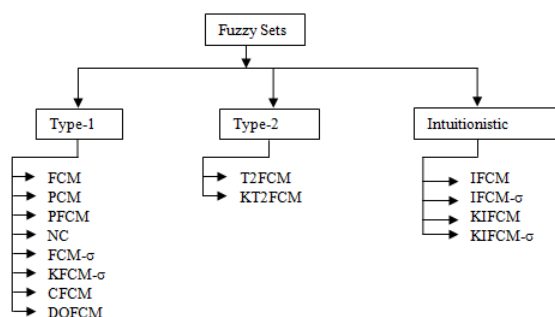 Fuzzy Sets
Type-1
Type-2
Intuitionistic
FCM
PCM
PFCM
NC
FCM-σ
KFCM-σ
CFCM
DOFCM
T2FCM
KT2FCM
IFCM
IFCM-σ
KIFCM
KIFCM-σ